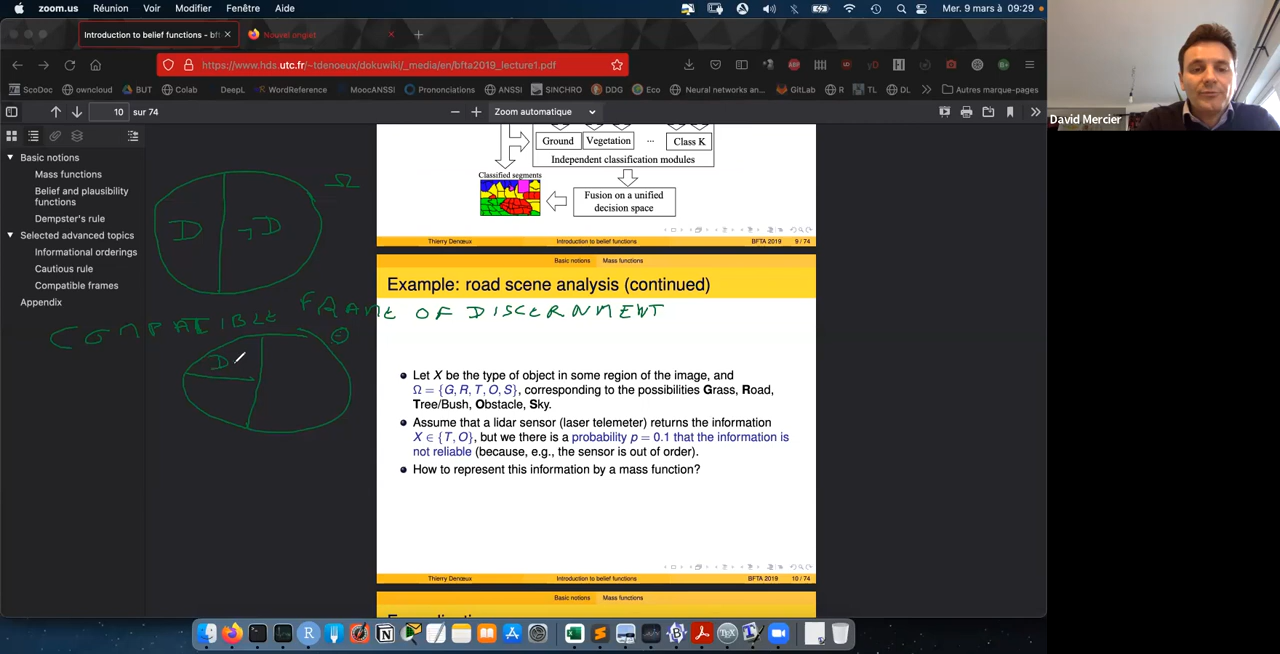 zoom.us Réunion Vous Modifier Fenêtre Aide
Mer. 9 mars à 09:29
Introduction to belief functions - bft
Nouvel onglet
https://www.hds.utc.fr/~tdenoeux/dokuwiki/_media/en/bfta2019_lecture1.pdf
ScoDoc owncloud BUT Colab DeepL WordReference MoccANSSI Prononciations ANSSI SINCHRO DDG Eco Neural networks an... GitLab R TL DL Autres marque-pages
10 sur 74
Zoom automatique
David Mercier
Basic notions
Mass functions
Belief and plausibility
functions
Dempster's rule
Selected advanced topics
Informational orderings
Cautious rule
Compatible frames
Appendix
Ω
D ¬D
COMPATIBLE FRAME OF DISCERNMENT
Θ
D
Ground Vegetation ... Class K
Independent classification modules
Classified segments
Fusion on a unified
decision space
Thierry Denœux Introduction to belief functions BFTA 2019 9 / 74
Basic notions Mass functions
Example: road scene analysis (continued)
Let X be the type of object in some region of the image, and
Ω = {G, R, T, O, S}, corresponding to the possibilities Grass, Road,
Tree/Bush, Obstacle, Sky.
Assume that a lidar sensor (laser telemeter) returns the information
X ∈ {T, O}, but we there is a probability p = 0.1 that the information is
not reliable (because, e.g., the sensor is out of order).
How to represent this information by a mass function?
Thierry Denœux Introduction to belief functions BFTA 2019 10 / 74
Basic notions Mass functions